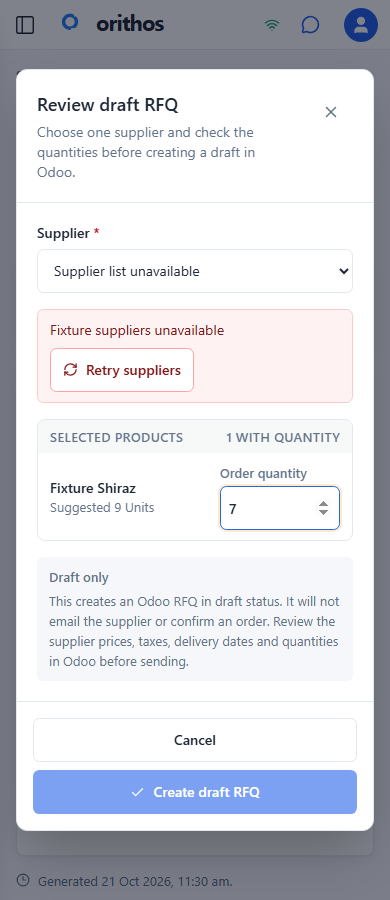 orithos
Review draft RFQ
Choose one supplier and check the
quantities before creating a draft in
Odoo.
Supplier *
Supplier list unavailable
Fixture suppliers unavailable
Retry suppliers
SELECTED PRODUCTS 1 WITH QUANTITY
Order quantity
Fixture Shiraz
Suggested 9 Units
7
Draft only
This creates an Odoo RFQ in draft status. It will not
email the supplier or confirm an order. Review the
supplier prices, taxes, delivery dates and quantities
in Odoo before sending.
Cancel
Create draft RFQ
Generated 21 Oct 2026, 11:30 am.